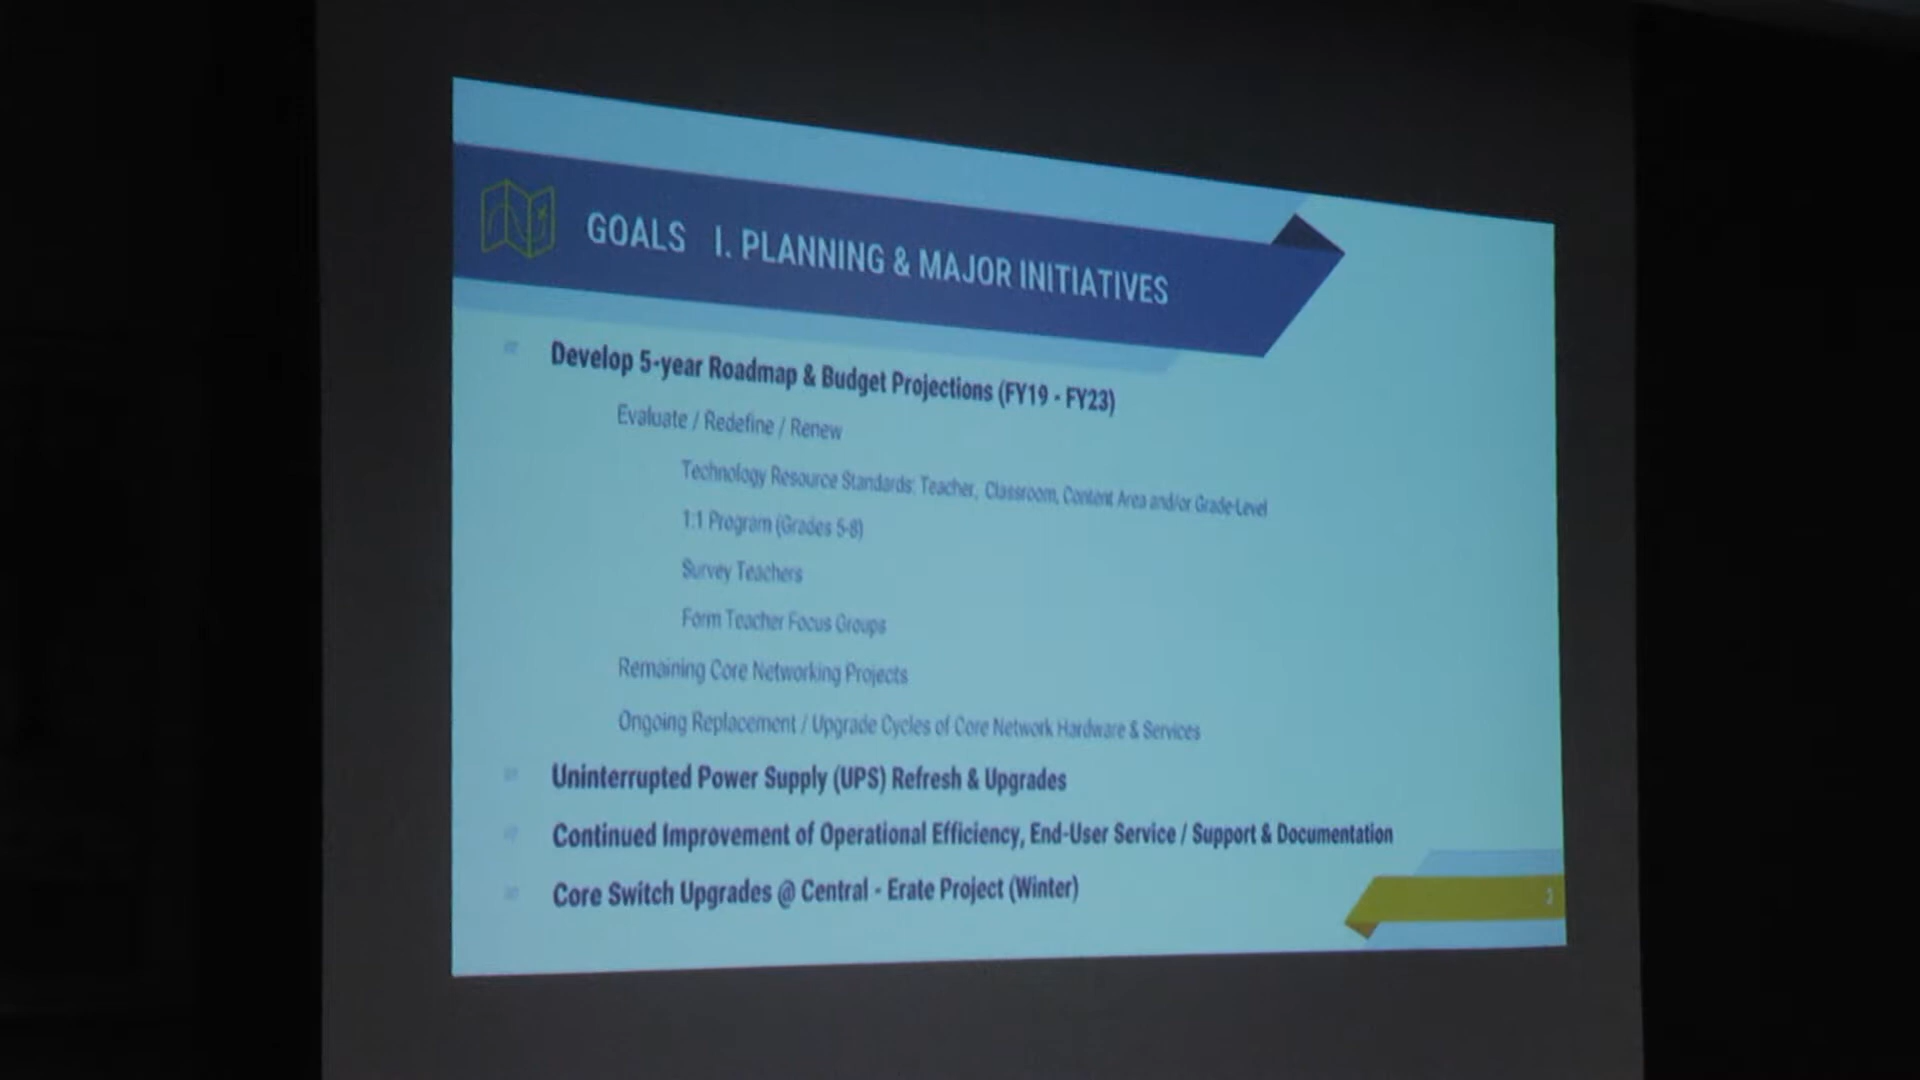 GOALS I. PLANNING & MAJOR INITIATIVES
Develop 5-year Roadmap & Budget Projections (FY19 - FY23)
Evaluate / Redefine / Renew
Technology Resource Standards: Teacher, Classroom, Content Area and/or Grade-Level
1:1 Program (Grades 5-8)
Survey Teachers
Form Teacher Focus Groups
Remaining Core Networking Projects
Ongoing Replacement / Upgrade Cycles of Core Network Hardware & Services
Uninterrupted Power Supply (UPS) Refresh & Upgrades
Continued Improvement of Operational Efficiency, End-User Service / Support & Documentation
Core Switch Upgrades @ Central - Erate Project (Winter)